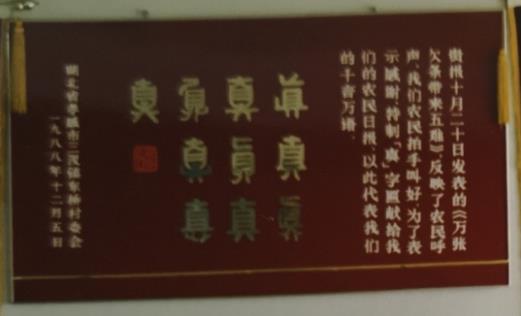 贵州十月二十日发表的《万张
欠条带来五难》,反映了农民呼
声,我们农民拍手叫好,为了表
示感谢,特制「真」字匾献给我
们的农民日报,以此代表我们
的千言万语。
真真真
真真真
真真真
真
湖北省孝感市三汊镇东杨村委会
一九八八年十二月五日